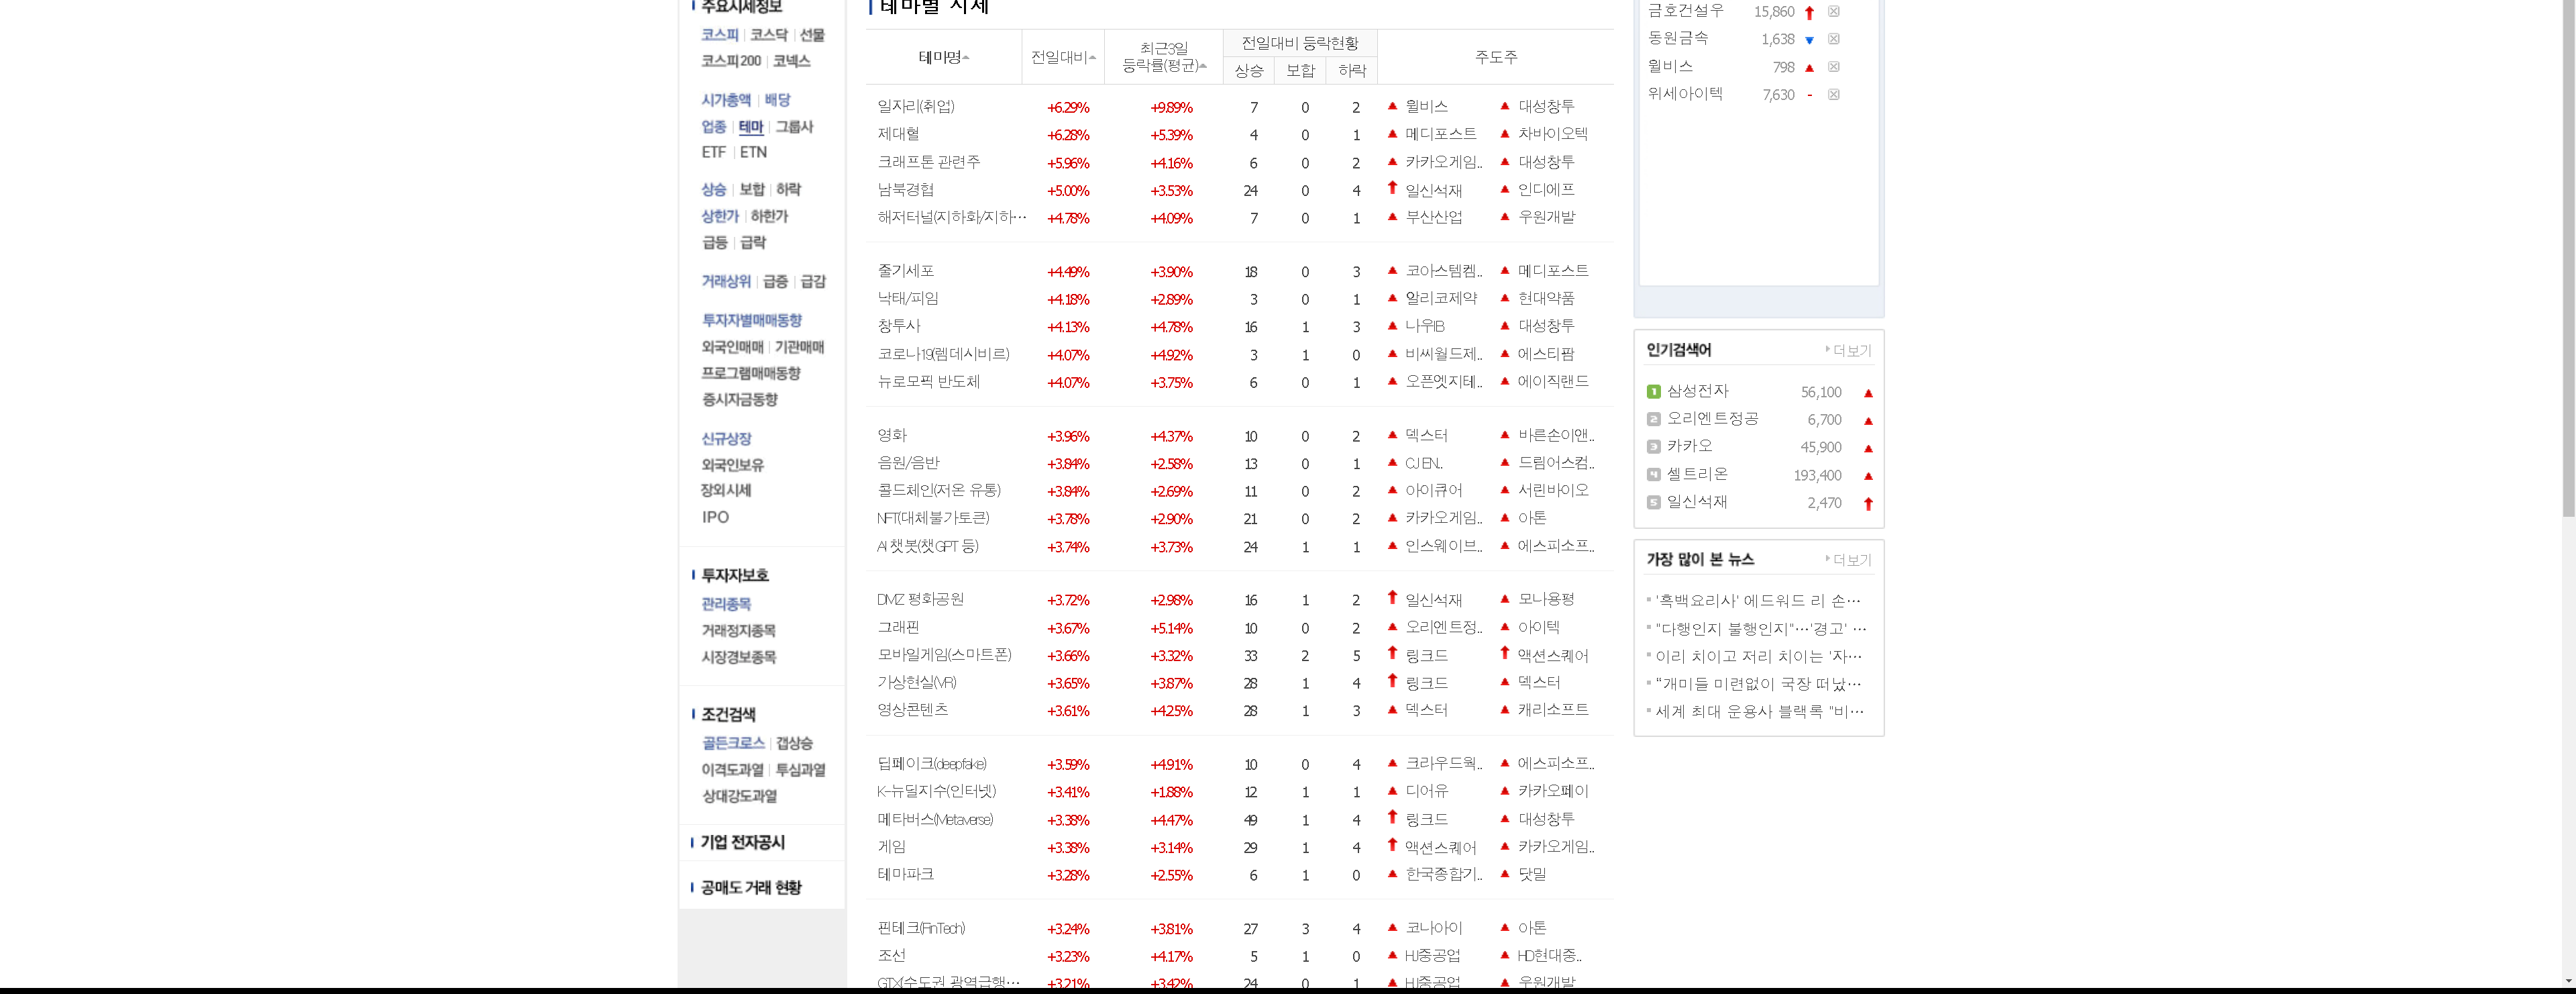 주요시세정보
코스피 | 코스닥 | 선물
코스피200 | 코넥스
시가총액 | 배당
업종 | 테마 | 그룹사
ETF | ETN
상승 | 보합 | 하락
상한가 | 하한가
급등 | 급락
거래상위 | 급증 | 급감
투자자별매매동향
외국인매매 | 기관매매
프로그램매매동향
증시자금동향
신규상장
외국인보유
장외시세
IPO
투자자보호
관리종목
거래정지종목
시장경보종목
조건검색
골든크로스 | 갭상승
이격도과열 | 투심과열
상대강도과열
기업 전자공시
공매도 거래 현황
테마별 시세
테마명 전일대비 최근3일 등락률(평균) 전일대비 등락현황 주도주
상승 보합 하락
일자리(취업) +6.29% +9.89% 7 0 2 윌비스 대성창투
제대혈 +6.28% +5.39% 4 0 1 메디포스트 차바이오텍
크래프톤 관련주 +5.96% +4.16% 6 0 2 카카오게임.. 대성창투
남북경협 +5.00% +3.53% 24 0 4 일신석재 인디에프
해저터널(지하화/지하… +4.78% +4.09% 7 0 1 부산산업 우원개발
줄기세포 +4.49% +3.90% 18 0 3 코아스템켐.. 메디포스트
낙태/피임 +4.18% +2.89% 3 0 1 알리코제약 현대약품
창투사 +4.13% +4.78% 16 1 3 나우IB 대성창투
코로나19(렘데시비르) +4.07% +4.92% 3 1 0 비씨월드제.. 에스티팜
뉴로모픽 반도체 +4.07% +3.75% 6 0 1 오픈엣지테.. 에이직랜드
영화 +3.96% +4.37% 10 0 2 덱스터 바른손이앤..
음원/음반 +3.84% +2.58% 13 0 1 CJ EN.. 드림어스컴..
콜드체인(저온 유통) +3.84% +2.69% 11 0 2 아이큐어 서린바이오
NFT(대체불가토큰) +3.78% +2.90% 21 0 2 카카오게임.. 아톤
AI 챗봇(챗GPT 등) +3.74% +3.73% 24 1 1 인스웨이브.. 에스피소프..
DMZ 평화공원 +3.72% +2.98% 16 1 2 일신석재 모나용평
그래핀 +3.67% +5.14% 10 0 2 오리엔트정.. 아이텍
모바일게임(스마트폰) +3.66% +3.32% 33 2 5 링크드 액션스퀘어
가상현실(VR) +3.65% +3.87% 28 1 4 링크드 덱스터
영상콘텐츠 +3.61% +4.25% 28 1 3 덱스터 캐리소프트
딥페이크(deepfake) +3.59% +4.91% 10 0 4 크라우드웍.. 에스피소프..
K-뉴딜지수(인터넷) +3.41% +1.88% 12 1 1 디어유 카카오페이
메타버스(Metaverse) +3.38% +4.47% 49 1 4 링크드 대성창투
게임 +3.38% +3.14% 29 1 4 액션스퀘어 카카오게임..
테마파크 +3.28% +2.55% 6 1 0 한국종합기.. 닷밀
핀테크(FinTech) +3.24% +3.81% 27 3 4 코나아이 아톤
조선 +3.23% +4.17% 5 1 0 HJ중공업 HD현대중..
GTX(수도권 광역급행… +3.21% +3.42% 24 0 1 HJ중공업 우원개발
금호건설우 15,860
동원금속 1,638
윌비스 798
위세아이텍 7,630 -
인기검색어 더보기
1 삼성전자 56,100
2 오리엔트정공 6,700
3 카카오 45,900
4 셀트리온 193,400
5 일신석재 2,470
가장 많이 본 뉴스 더보기
'흑백요리사' 에드워드 리 손…
"다행인지 불행인지"…'경고' …
이리 치이고 저리 치이는 '자…
“개미들 미련없이 국장 떠났…
세계 최대 운용사 블랙록 "비…